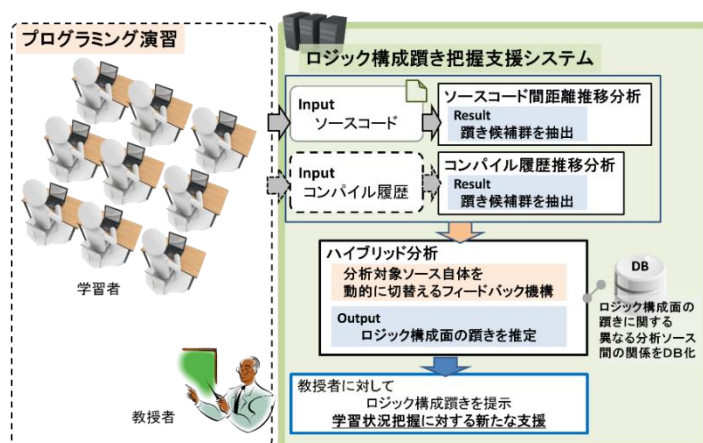 プログラミング演習
学習者
教授者
ロジック構成躓き把握支援システム
Input
ソースコード
ソースコード間距離推移分析
Result
躓き候補群を抽出
Input
コンパイル履歴
コンパイル履歴推移分析
Result
躓き候補群を抽出
ハイブリッド分析
分析対象ソース自体を
動的に切替えるフィードバック機構
Output
ロジック構成面の躓きを推定
DB
ロジック構成面の
躓きに関する
異なる分析ソース
間の関係をDB化
教授者に対して
ロジック構成躓きを提示
学習状況把握に対する新たな支援